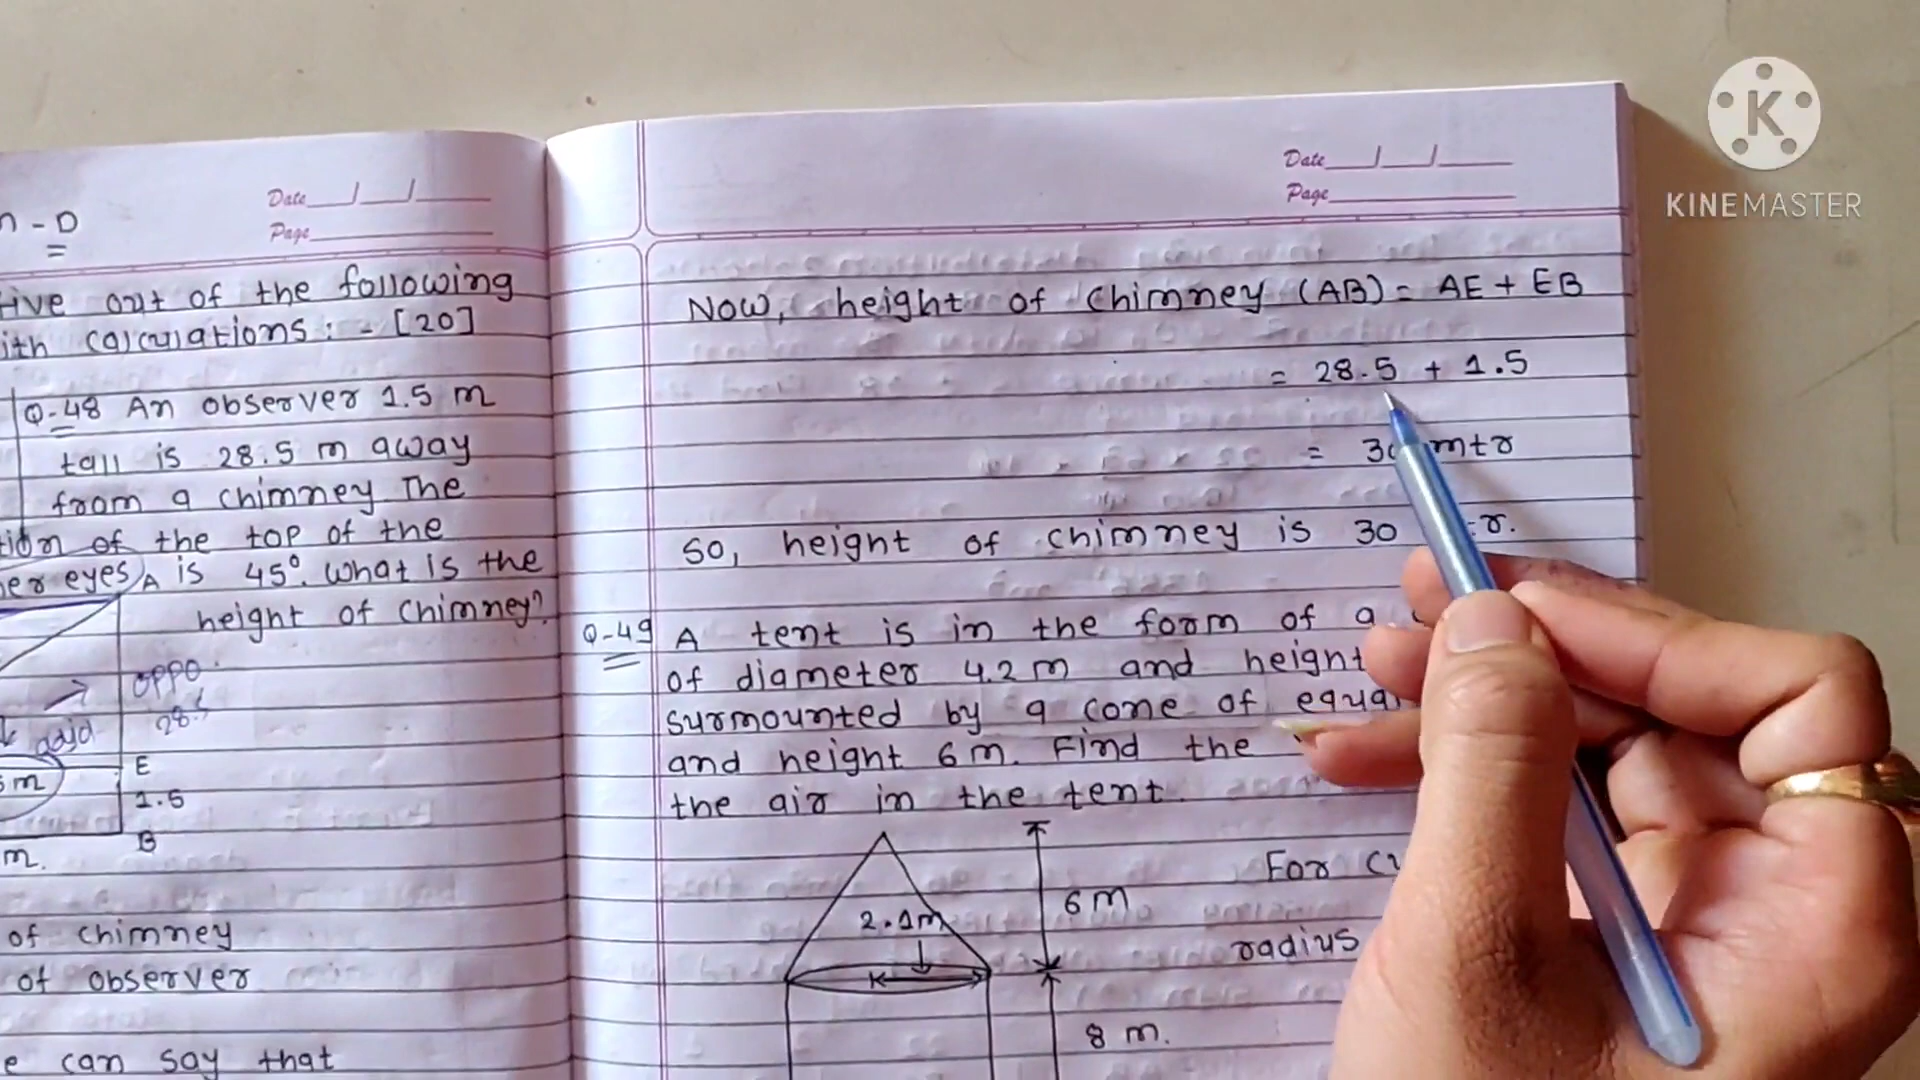 KINEMASTER
Date
Page
- D
out of the following
calculations: - [20]
Q-48 An observer 1.5 m
tall is 28.5 m away
from a chimney The
of the top of the
eyes A is 45°. What is the
height of chimney?
oppo.
E
1.5
B
m.
of chimney
of observer
can say that
Date
Page
Now, height of chimney (AB) = AE + EB
= 28.5 + 1.5
= 30 mtr
So, height of chimney is 30
Q-49 A tent is in the form of a
of diameter 4.2 m and height
surmounted by a cone of equal
and height 6 m. Find the
the air in the tent.
6 m
2.1m
For
radius
8 m.